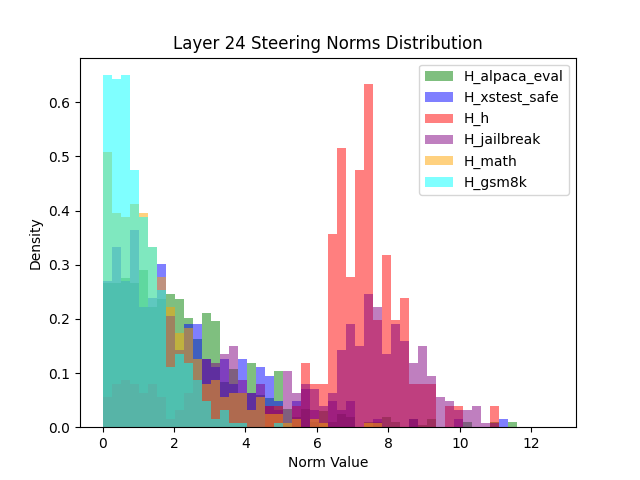 Layer 24 Steering Norms Distribution
H_alpaca_eval
H_xstest_safe
H_h
H_jailbreak
H_math
H_gsm8k
Density
0.6
0.5
0.4
0.3
0.2
0.1
0.0
0 2 4 6 8 10 12
Norm Value